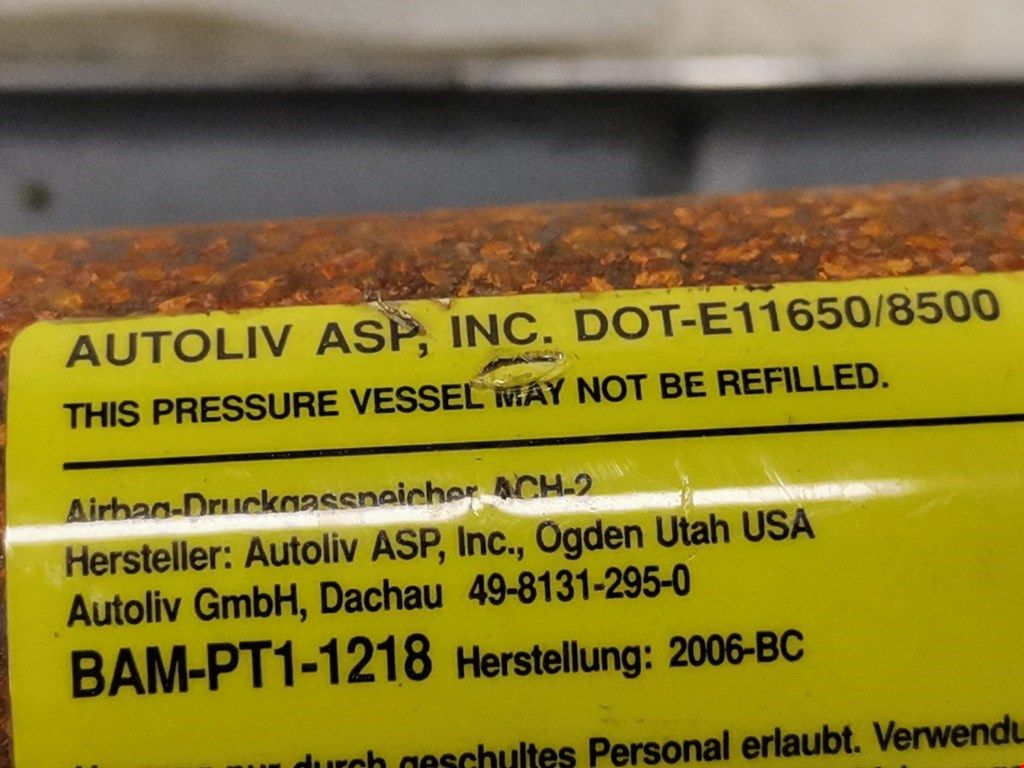 AUTOLIV ASP, INC. DOT-E11650/8500
THIS PRESSURE VESSEL MAY NOT BE REFILLED.
Airbag-Druckgasspeicher ACH-2
Hersteller: Autoliv ASP, Inc., Ogden Utah USA
Autoliv GmbH, Dachau 49-8131-295-0
BAM-PT1-1218 Herstellung: 2006-BC
nur durch geschultes Personal erlaubt.